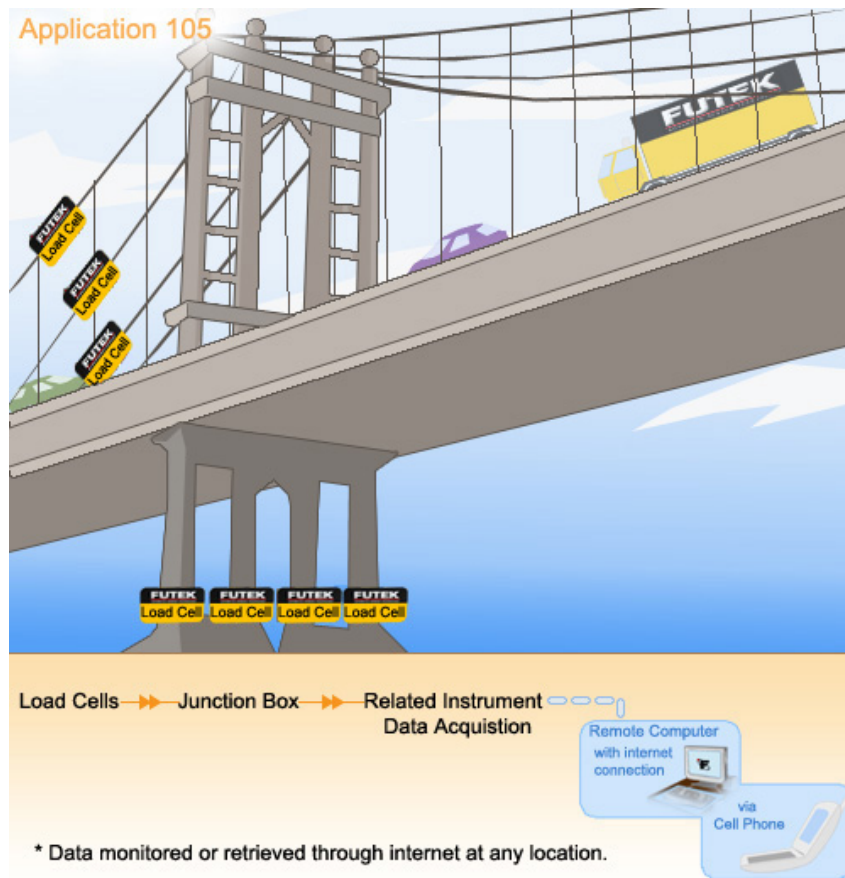 Application 105
FUTEK
FUTEK
Load Cell
FUTEK
Load Cell
FUTEK
Load Cell
FUTEK FUTEK FUTEK FUTEK
Load Cell Load Cell Load Cell Load Cell
Load Cells Junction Box Related Instrument
Data Acquistion
Remote Computer
with internet
connection
via
Cell Phone
* Data monitored or retrieved through internet at any location.